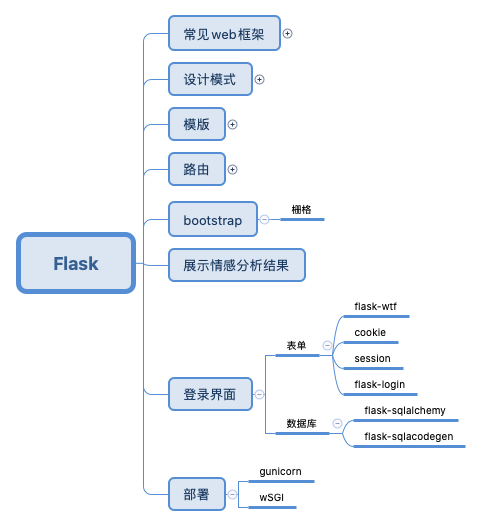 常见web框架
设计模式
模版
路由
bootstrap
栅格
Flask
展示情感分析结果
登录界面
表单
flask-wtf
cookie
session
flask-login
数据库
flask-sqlalchemy
flask-sqlacodegen
部署
gunicorn
wSGI